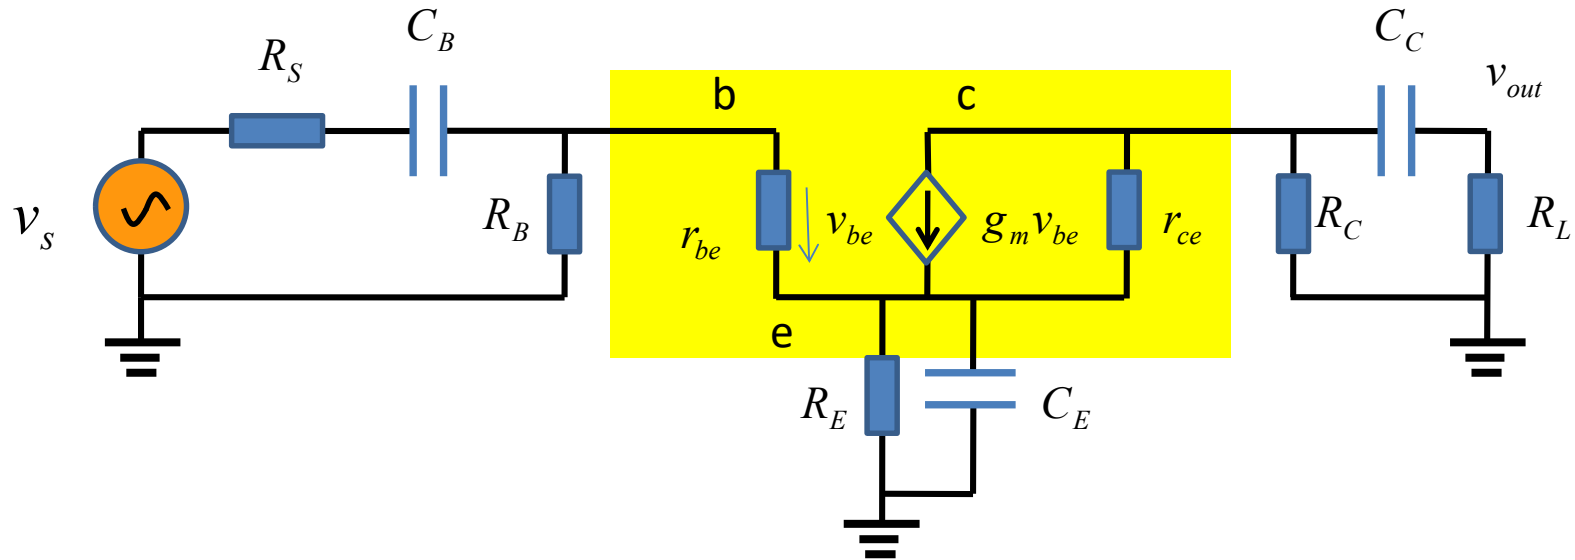 C_B
C_C
R_S
v_out
b
c
v_s
R_B
r_be
v_be
g_m v_be
r_ce
R_C
R_L
e
R_E
C_E